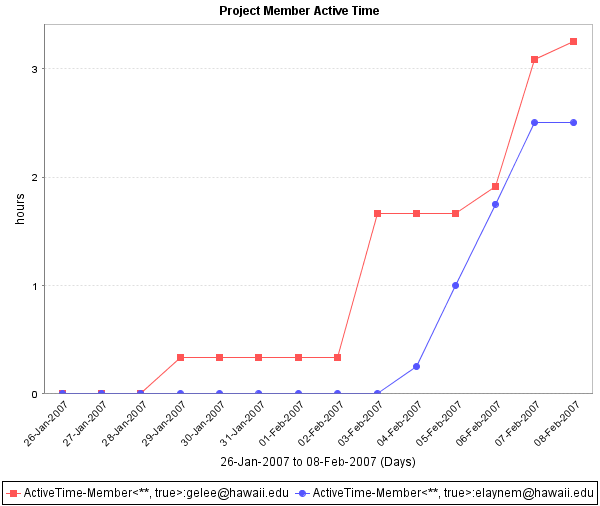 Project Member Active Time
hours
3
2
1
0
26-Jan-2007
27-Jan-2007
28-Jan-2007
29-Jan-2007
30-Jan-2007
31-Jan-2007
01-Feb-2007
02-Feb-2007
03-Feb-2007
04-Feb-2007
05-Feb-2007
06-Feb-2007
07-Feb-2007
08-Feb-2007
26-Jan-2007 to 08-Feb-2007 (Days)
ActiveTime-Member<**, true>:gelee@hawaii.edu ActiveTime-Member<**, true>:elaynem@hawaii.edu